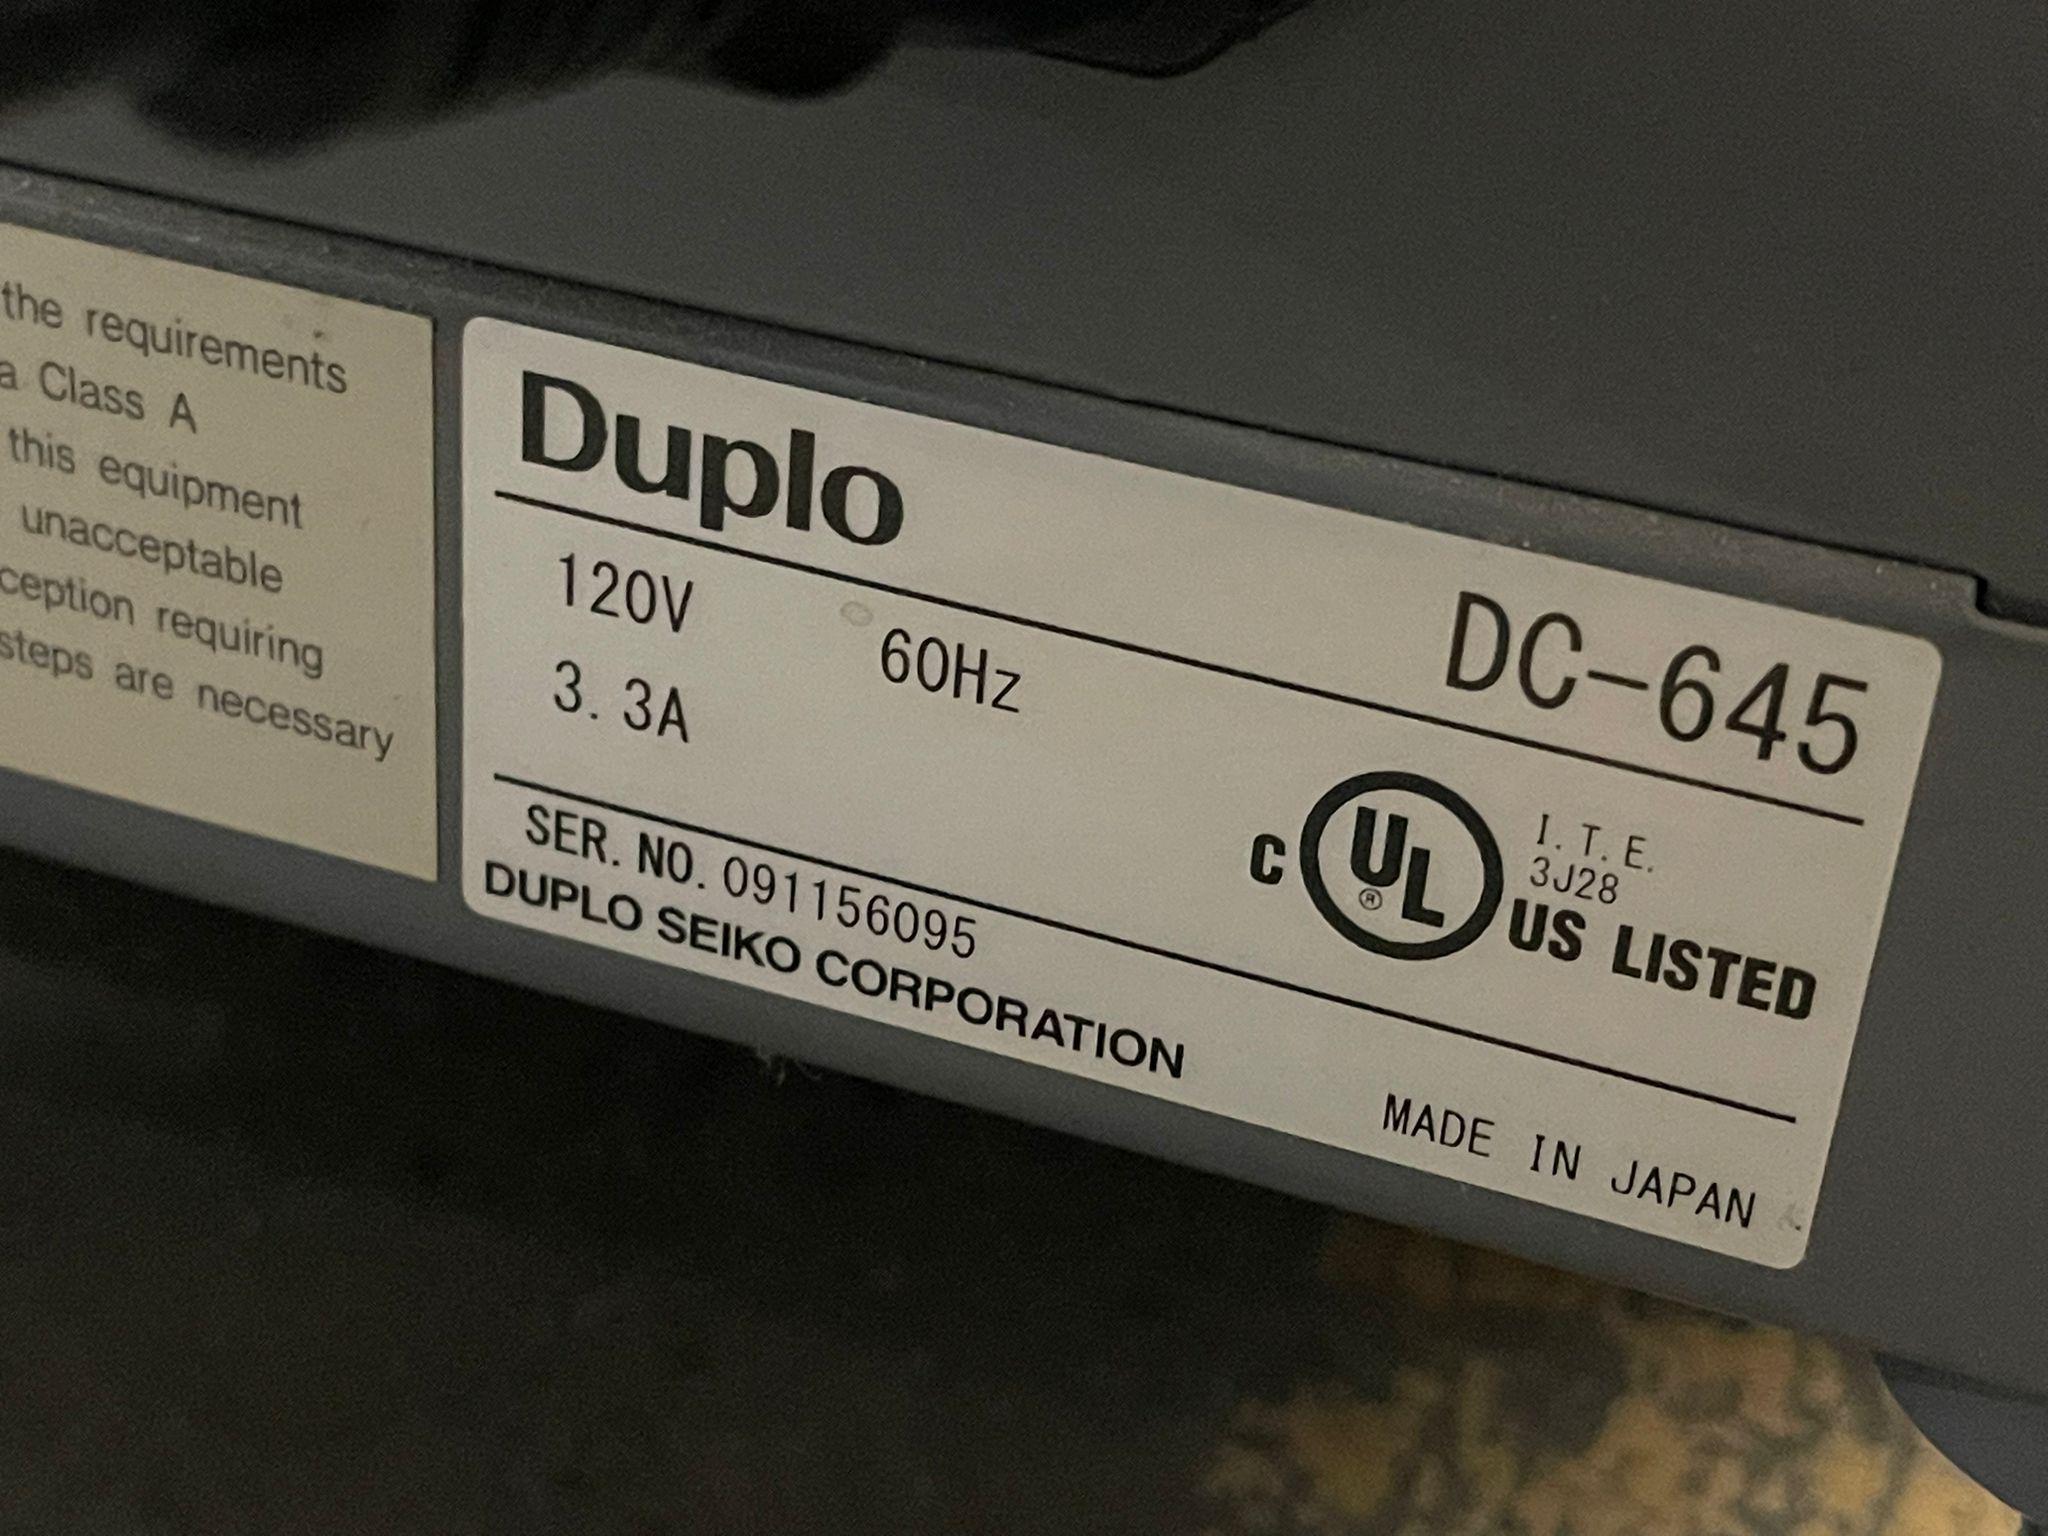 the requirements
a Class A
this equipment
unacceptable
ception requiring
steps are necessary
Duplo
DC-645
120V 60Hz
3. 3A
C UL ® US LISTED
I. T. E.
3J28
SER. NO. 091156095
DUPLO SEIKO CORPORATION
MADE IN JAPAN